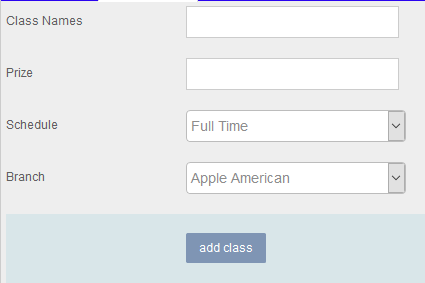 Class Names
Prize
Schedule Full Time
Branch Apple American
add class